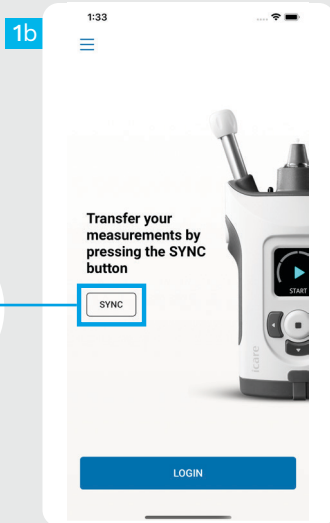 1b
1:33
Transfer your
measurements by
pressing the SYNC
button
SYNC
START
icare
LOGIN